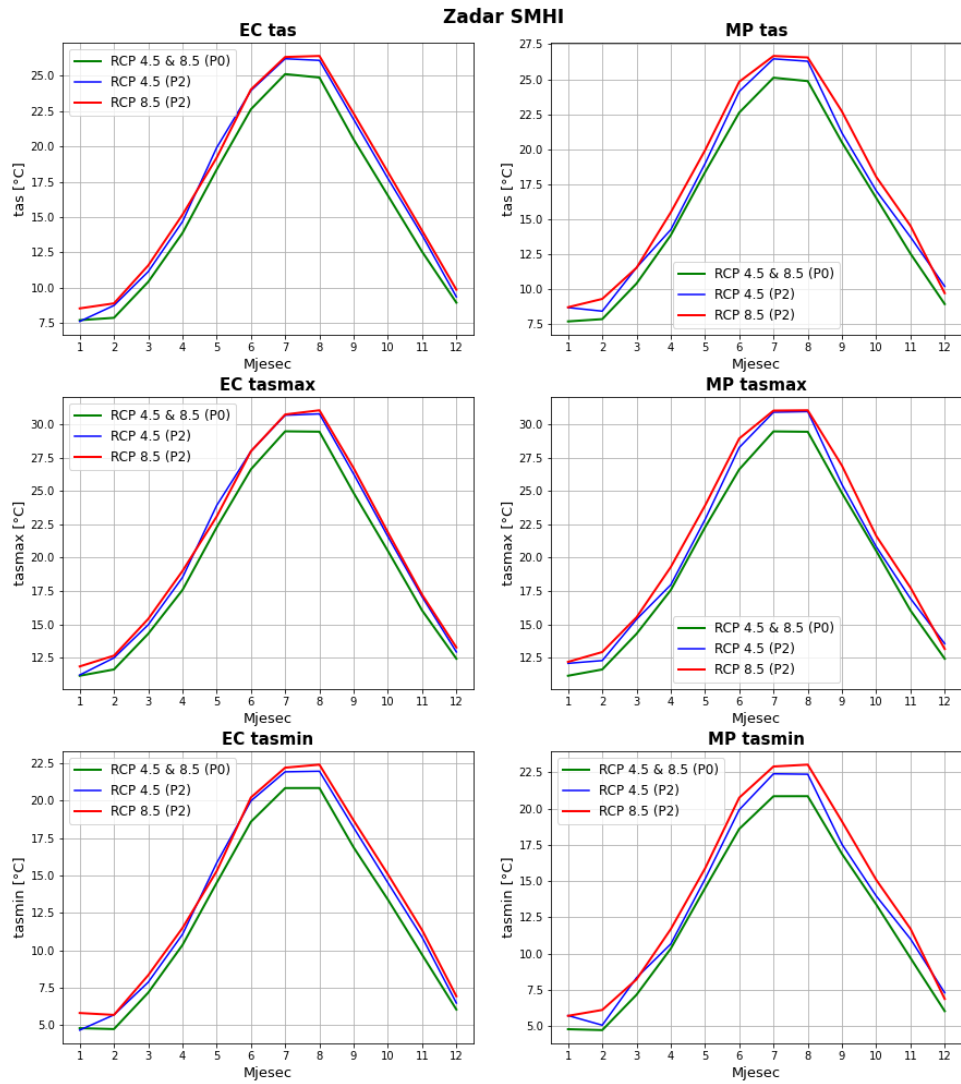 Zadar SMHI
EC tas
RCP 4.5 & 8.5 (P0)
RCP 4.5 (P2)
RCP 8.5 (P2)
tas [°C]
25.0
22.5
20.0
17.5
15.0
12.5
10.0
7.5
1 2 3 4 5 6 7 8 9 10 11 12
Mjesec
MP tas
RCP 4.5 & 8.5 (P0)
RCP 4.5 (P2)
RCP 8.5 (P2)
tas [°C]
27.5
25.0
22.5
20.0
17.5
15.0
12.5
10.0
7.5
1 2 3 4 5 6 7 8 9 10 11 12
Mjesec
EC tasmax
RCP 4.5 & 8.5 (P0)
RCP 4.5 (P2)
RCP 8.5 (P2)
tasmax [°C]
30.0
27.5
25.0
22.5
20.0
17.5
15.0
12.5
1 2 3 4 5 6 7 8 9 10 11 12
Mjesec
MP tasmax
RCP 4.5 & 8.5 (P0)
RCP 4.5 (P2)
RCP 8.5 (P2)
tasmax [°C]
30.0
27.5
25.0
22.5
20.0
17.5
15.0
12.5
1 2 3 4 5 6 7 8 9 10 11 12
Mjesec
EC tasmin
RCP 4.5 & 8.5 (P0)
RCP 4.5 (P2)
RCP 8.5 (P2)
tasmin [°C]
22.5
20.0
17.5
15.0
12.5
10.0
7.5
5.0
1 2 3 4 5 6 7 8 9 10 11 12
Mjesec
MP tasmin
RCP 4.5 & 8.5 (P0)
RCP 4.5 (P2)
RCP 8.5 (P2)
tasmin [°C]
22.5
20.0
17.5
15.0
12.5
10.0
7.5
5.0
1 2 3 4 5 6 7 8 9 10 11 12
Mjesec